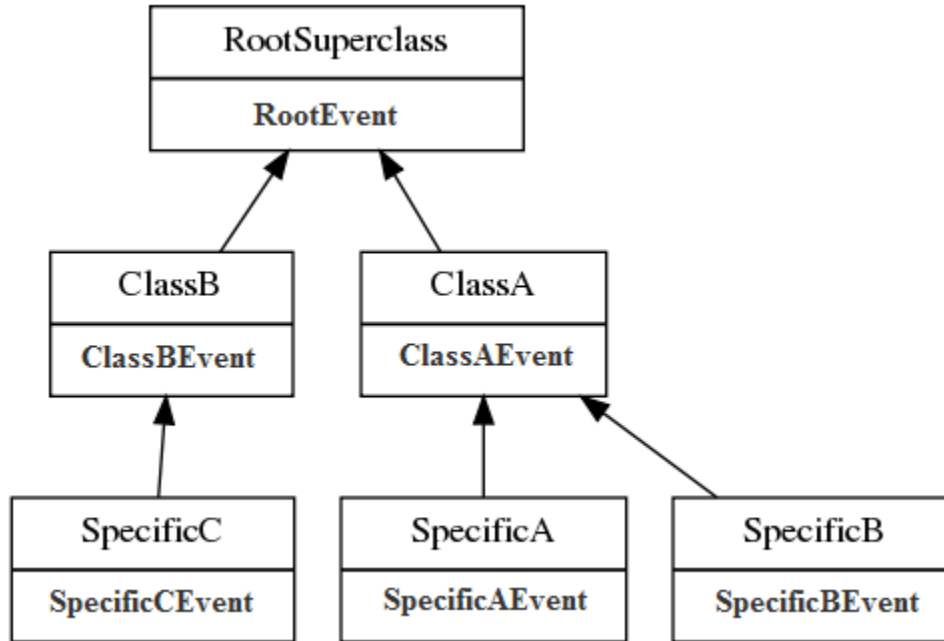 RootSuperclass
RootEvent
ClassB
ClassBEvent
ClassA
ClassAEvent
SpecificC
SpecificCEvent
SpecificA
SpecificAEvent
SpecificB
SpecificBEvent